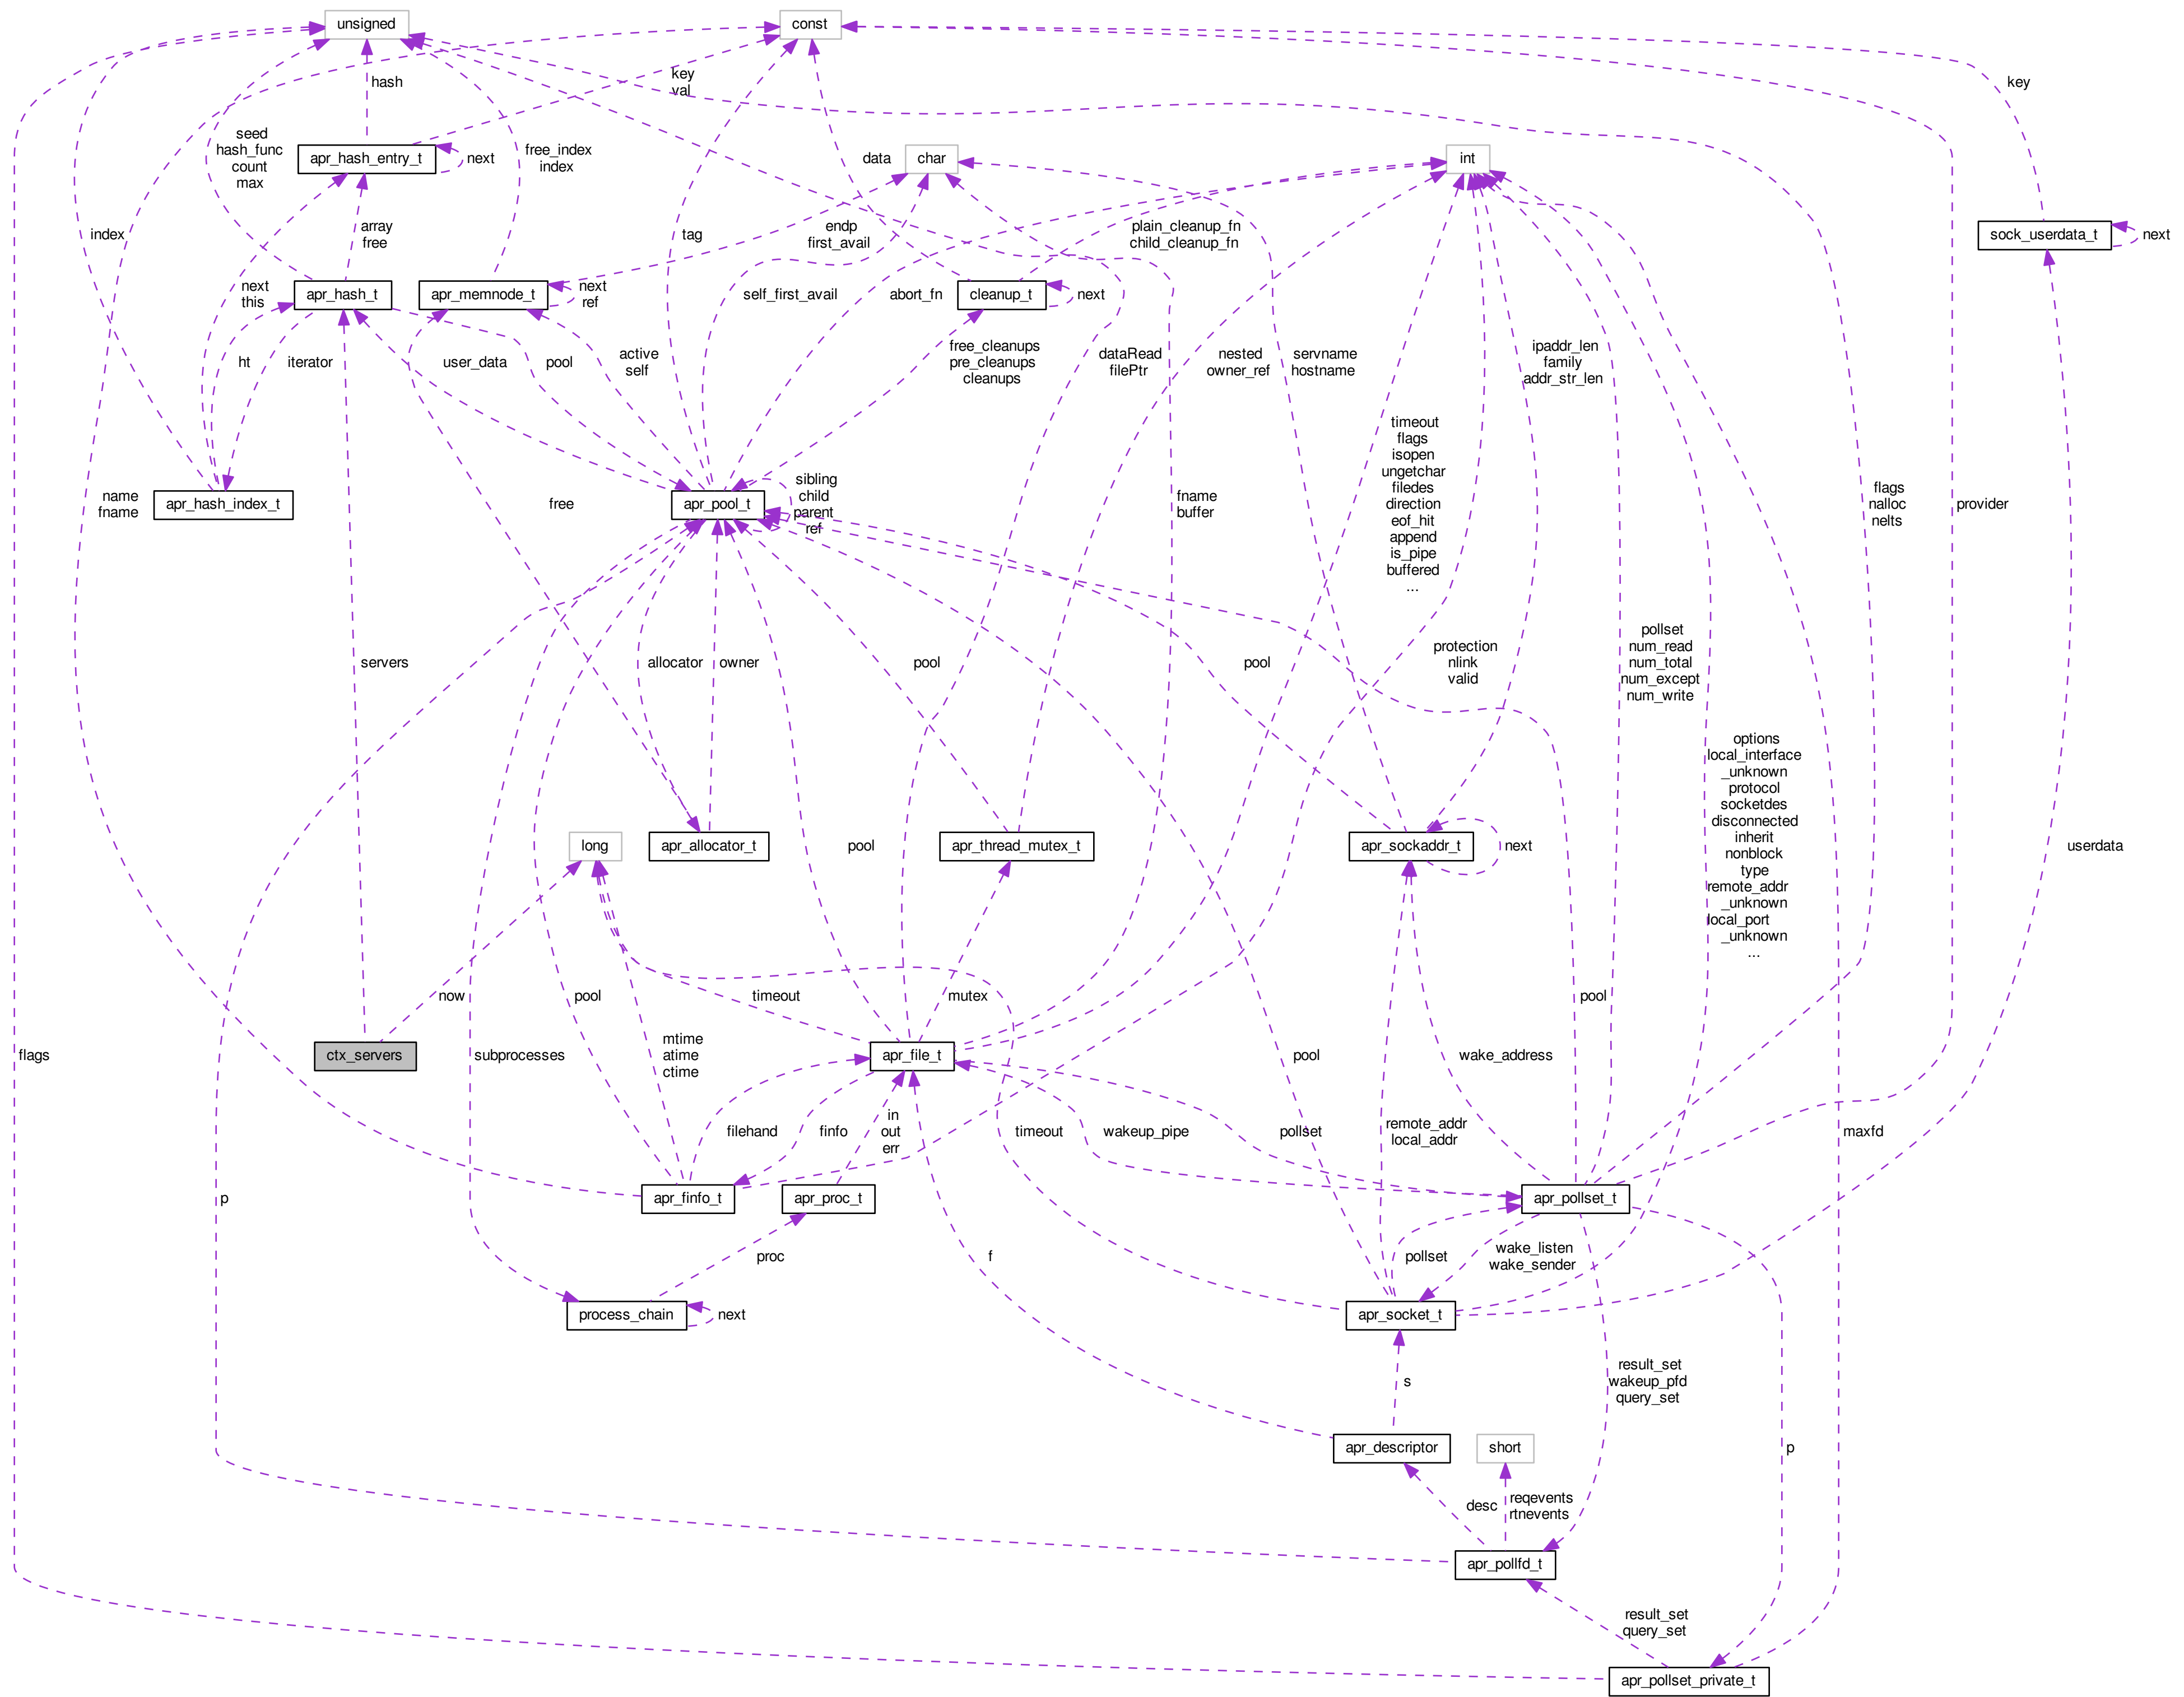 unsigned
const
hash
key
val
key
seed
hash_func
count
max
apr_hash_entry_t
next
free_index
index
data
char
int
index
array
free
tag
endp
first_avail
plain_cleanup_fn
child_cleanup_fn
sock_userdata_t
next
next
this
apr_hash_t
apr_memnode_t
next
ref
self_first_avail
abort_fn
cleanup_t
next
ht
iterator
user_data
pool
active
self
free_cleanups
pre_cleanups
cleanups
dataRead
filePtr
nested
owner_ref
servname
hostname
ipaddr_len
family
addr_str_len
name
fname
apr_hash_index_t
free
apr_pool_t
sibling
child
parent
ref
fname
buffer
timeout
flags
isopen
ungetchar
filedes
direction
eof_hit
append
is_pipe
buffered
...
flags
nalloc
nelts
provider
servers
allocator
owner
pool
pool
protection
nlink
valid
pollset
num_read
num_total
num_except
num_write
long
apr_allocator_t
pool
apr_thread_mutex_t
apr_sockaddr_t
next
options
local_interface
_unknown
protocol
socketdes
disconnected
inherit
nonblock
type
remote_addr
_unknown
local_port
_unknown
...
userdata
now
pool
timeout
mutex
pool
flags
ctx_servers
subprocesses
mtime
atime
ctime
apr_file_t
pool
wake_address
filehand
finfo
in
out
err
timeout
wakeup_pipe
pollset
remote_addr
local_addr
maxfd
p
apr_finfo_t
apr_proc_t
apr_pollset_t
proc
f
pollset
wake_listen
wake_sender
process_chain
next
apr_socket_t
s
result_set
wakeup_pfd
query_set
apr_descriptor
short
p
desc
reqevents
rtnevents
apr_pollfd_t
result_set
query_set
apr_pollset_private_t